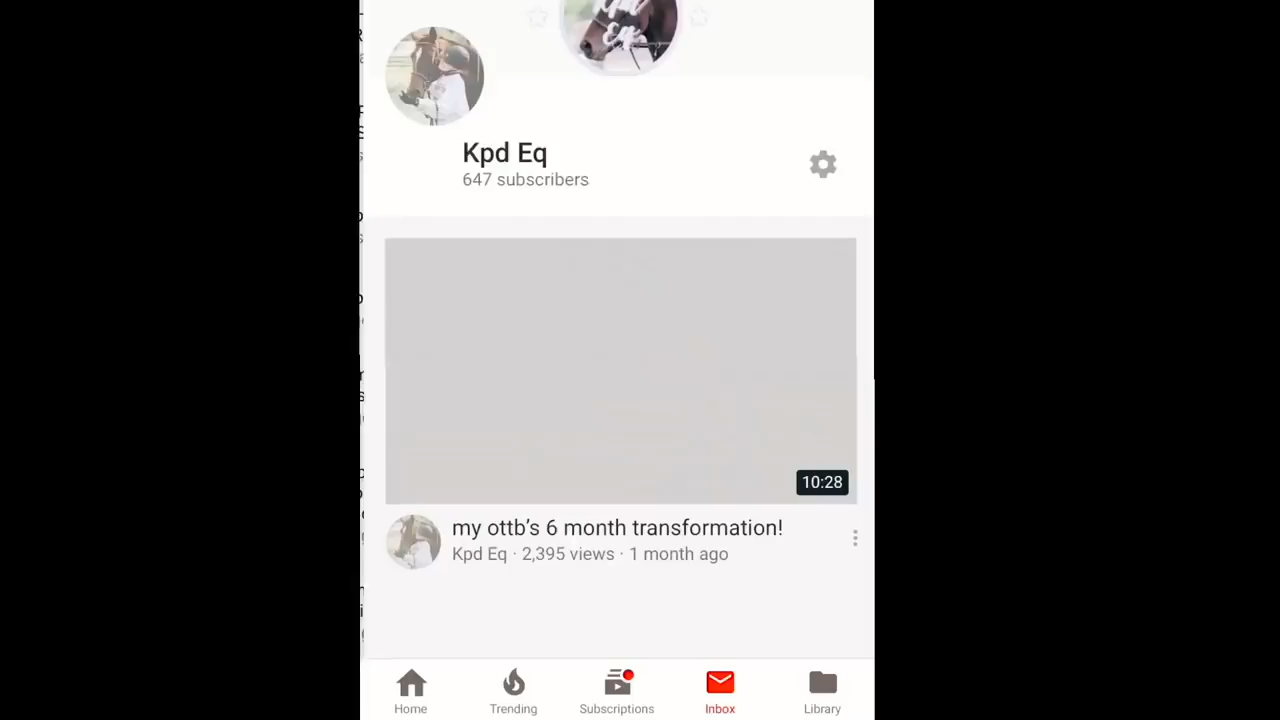 Kpd Eq
647 subscribers
10:28
my ottb's 6 month transformation!
Kpd Eq · 2,395 views · 1 month ago
Home
Trending
Subscriptions
Inbox
Library